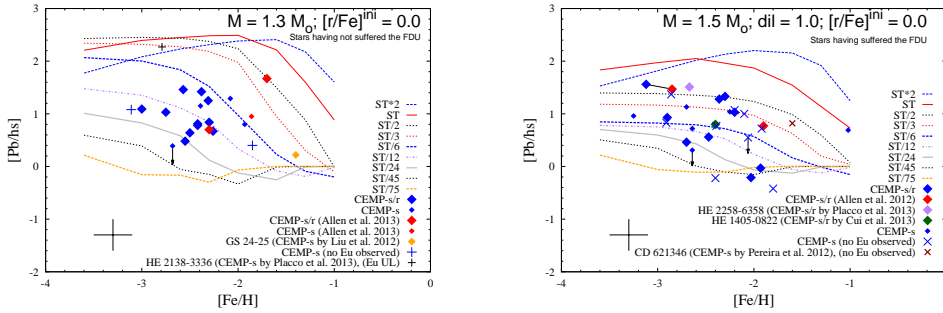 M = 1.3 Mo; [r/Fe]ini = 0.0
Stars having not suffered the FDU
[Pb/hs]
3
2
1
0
-1
-2
-4
-3
-2
-1
0
[Fe/H]
ST*2
ST
ST/2
ST/3
ST/6
ST/12
ST/24
ST/45
ST/75
CEMP-s/r
CEMP-s
CEMP-s/r (Allen et al. 2013)
CEMP-s (Allen et al. 2013)
GS 24-25 (CEMP-s by Liu et al. 2012)
CEMP-s (no Eu observed)
HE 2138-3336 (CEMP-s by Placco et al. 2013), (Eu UL)
M = 1.5 Mo; dil = 1.0; [r/Fe]ini = 0.0
Stars having suffered the FDU
[Pb/hs]
3
2
1
0
-1
-2
-4
-3
-2
-1
0
[Fe/H]
ST*2
ST
ST/2
ST/3
ST/6
ST/12
ST/24
ST/45
ST/75
CEMP-s/r
CEMP-s/r (Allen et al. 2012)
HE 2258-6358 (CEMP-s/r by Placco et al. 2013)
HE 1405-0822 (CEMP-s/r by Cui et al. 2013)
CEMP-s
CEMP-s (no Eu observed)
CD 621346 (CEMP-s by Pereira et al. 2012), (no Eu observed)